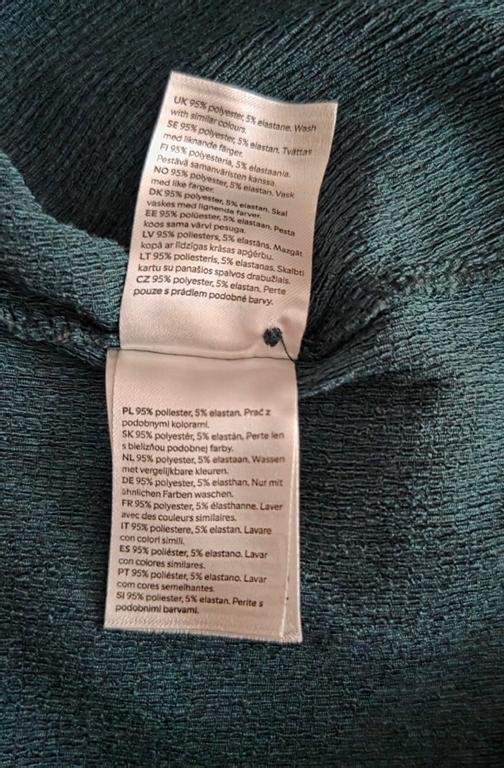 UK 95% polyester, 5% elastane. Wash
with similar colours.
SE 95% polyester, 5% elastan. Tvättas
med liknande färger.
FI 95% polyesteria, 5% elastaania.
Pestävä samanväristen kanssa.
NO 95% polyester, 5% elastan. Vask
med like farger.
DK 95% polyester, 5% elastan. Skal
vaskes med lignende farver.
EE 95% polüester, 5% elastaan. Pesta
koos sama värvi pesuga.
LV 95% poliesters, 5% elastāns. Mazgāt
kopā ar līdzīgas krāsas apģērbu.
LT 95% poliesteris, 5% elastanas. Skalbti
kartu su panašios spalvos drabužiais.
CZ 95% polyester, 5% elastan. Perte
pouze s prádlem podobné barvy.
PL 95% poliester, 5% elastan. Prać z
podobnymi kolorami.
SK 95% polyestér, 5% elastán. Perte len
s bielizňou podobnej farby.
NL 95% polyester, 5% elastaan. Wassen
met vergelijkbare kleuren.
DE 95% polyester, 5% elasthan. Nur mit
ähnlichen Farben waschen.
FR 95% polyester, 5% élasthanne. Laver
avec des couleurs similaires.
IT 95% poliestere, 5% elastan. Lavare
con colori simili.
ES 95% poliéster, 5% elastano. Lavar
con colores similares.
PT 95% poliéster, 5% elastano. Lavar
com cores semelhantes.
SI 95% poliester, 5% elastan. Perite s
podobnimi barvami.